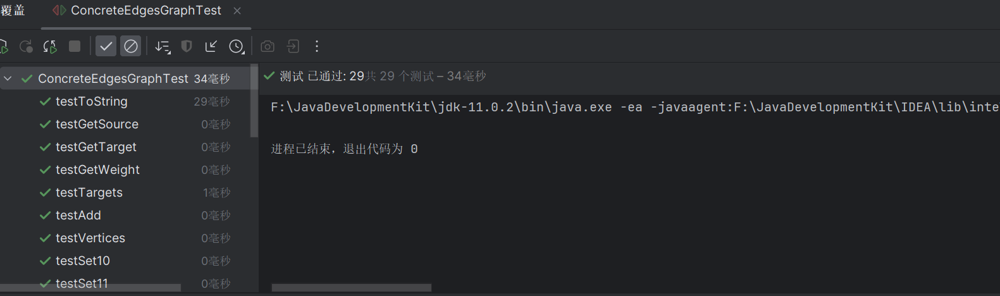 覆盖 ConcreteEdgesGraphTest
ConcreteEdgesGraphTest 34毫秒
testToString 29毫秒
testGetSource 0毫秒
testGetTarget 0毫秒
testGetWeight 0毫秒
testTargets 1毫秒
testAdd 0毫秒
testVertices 0毫秒
testSet10 0毫秒
testSet11 0毫秒
测试 已通过: 29共 29 个测试 – 34毫秒
F:\JavaDevelopmentKit\jdk-11.0.2\bin\java.exe -ea -javaagent:F:\JavaDevelopmentKit\IDEA\lib\inte
进程已结束，退出代码为 0